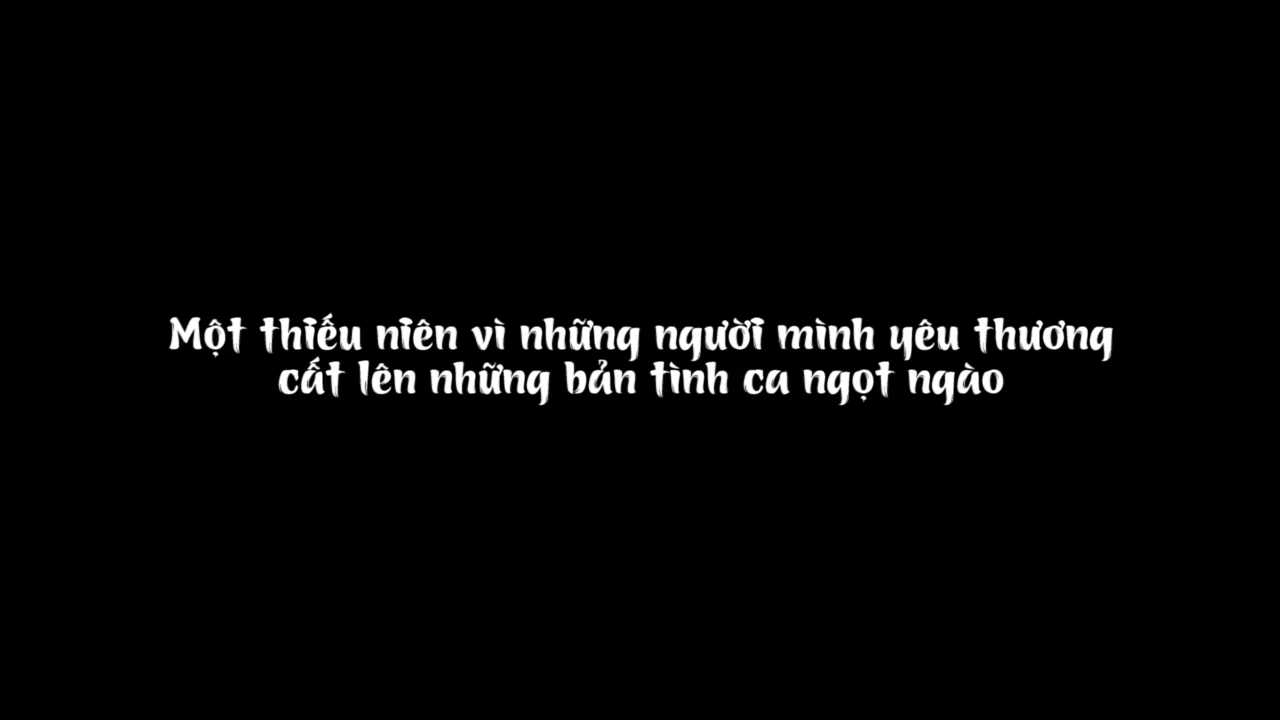 Một thiếu niên vì những người mình yêu thương
cất lên những bản tình ca ngọt ngào